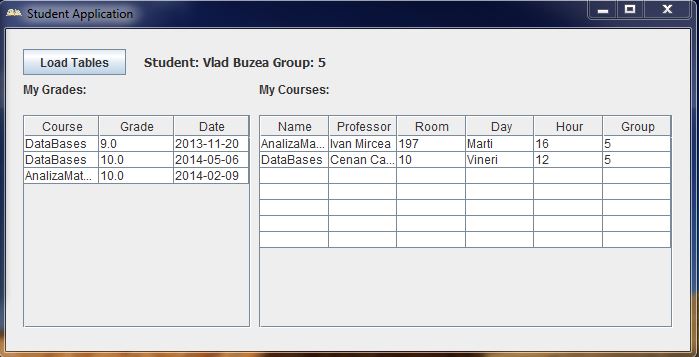 Student Application
Load Tables Student: Vlad Buzea Group: 5
My Grades: My Courses:
Course Grade Date
DataBases 9.0 2013-11-20
DataBases 10.0 2014-05-06
AnalizaMat... 10.0 2014-02-09
Name Professor Room Day Hour Group
AnalizaMa... Ivan Mircea 197 Marti 16 5
DataBases Cenan Ca... 10 Vineri 12 5